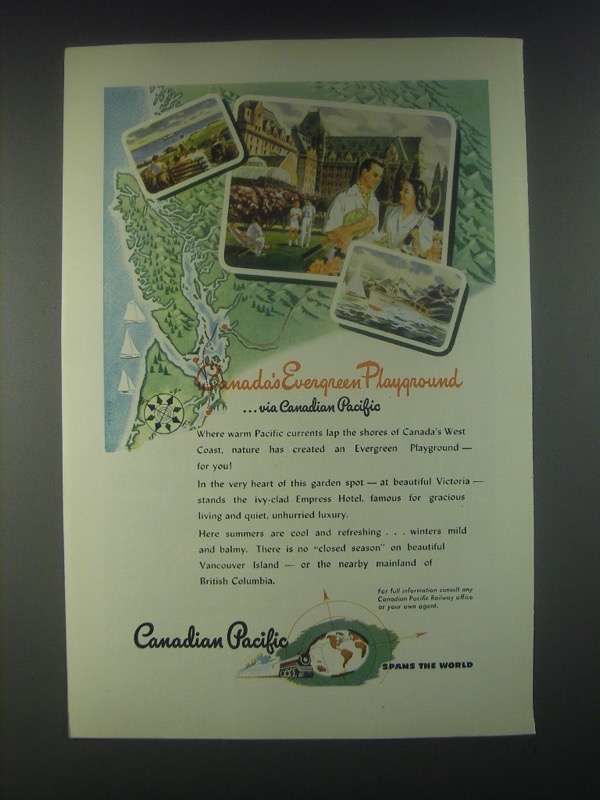 Canada's Evergreen Playground
...via Canadian Pacific
Where warm Pacific currents lap the shores of Canada's West
Coast, nature has created an Evergreen Playground —
for you!
In the very heart of this garden spot — at beautiful Victoria —
stands the ivy-clad Empress Hotel, famous for gracious
living and quiet, unhurried luxury.
Here summers are cool and refreshing . . . winters mild
and balmy. There is no "closed season" on beautiful
Vancouver Island — or the nearby mainland of
British Columbia.
For full information consult any
Canadian Pacific Railway office
or your own agent.
Canadian Pacific
SPANS THE WORLD